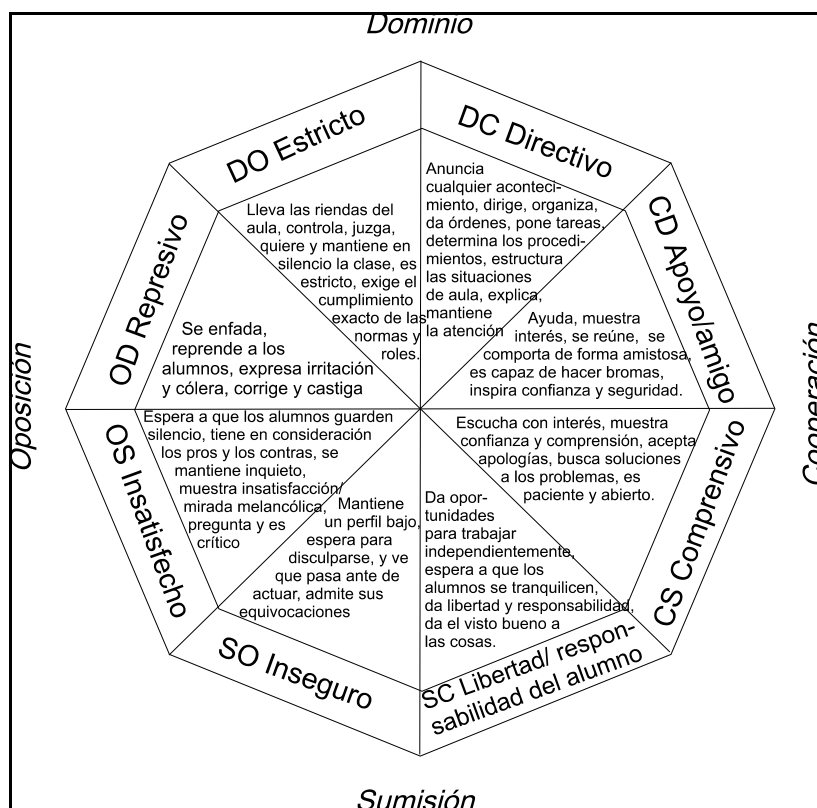 Dominio
DO Estricto
DC Directivo
Lleva las riendas del
aula, controla, juzga,
quiere y mantiene en
silencio la clase, es
estricto, exige el
cumplimiento
exacto de las
normas y
roles.
Anuncia
cualquier aconteci-
miento, dirige, organiza,
da órdenes, pone tareas,
determina los procedi-
mientos, estructura
las situaciones
de aula, explica,
mantiene
la atención
OD Represivo
Se enfada,
reprende a los
alumnos, expresa irritación
y cólera, corrige y castiga
CD Apoyo/amigo
Ayuda, muestra
interés, se reúne, se
comporta de forma amistosa,
es capaz de hacer bromas,
inspira confianza y seguridad.
Oposición
Cooperación
OS Insatisfecho
Espera a que los alumnos guarden
silencio, tiene en consideración
los pros y los contras, se
mantiene inquieto,
muestra insatisfacción/
mirada melancólica,
pregunta y es
crítico
CS Comprensivo
Escucha con interés, muestra
confianza y comprensión, acepta
apologías, busca soluciones
a los problemas, es
paciente y abierto.
SO Inseguro
Mantiene
un perfil bajo,
espera para
disculparse, y ve
que pasa ante de
actuar, admite sus
equivocaciones
Da opor-
tunidades
para trabajar
independientemente,
espera a que los
alumnos se tranquilicen,
da libertad y responsabilidad,
da el visto bueno a
las cosas.
SC Libertad/ respon-
sabilidad del alumno
Sumisión